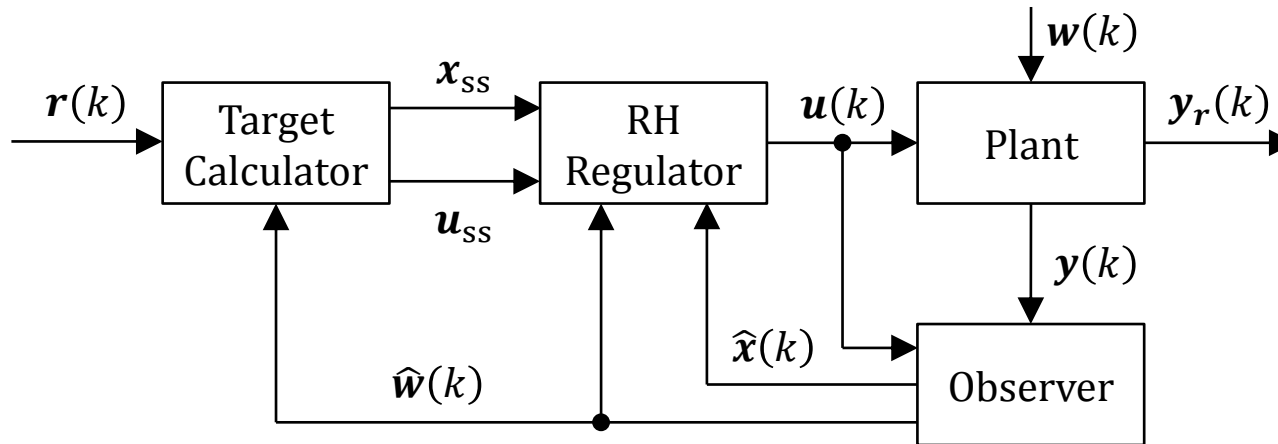 w(k)
r(k)
x_ss
u(k)
y_r(k)
Target
Calculator
RH
Regulator
Plant
u_ss
y(k)
x̂(k)
ŵ(k)
Observer